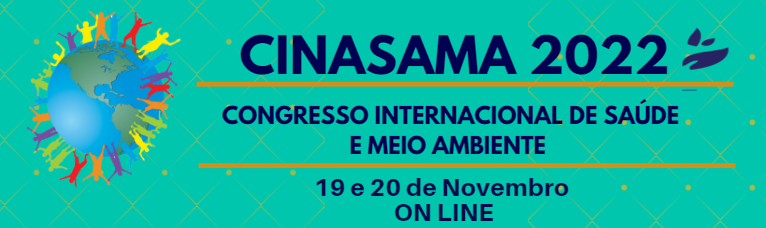 CINASAMA 2022
CONGRESSO INTERNACIONAL DE SAÚDE
E MEIO AMBIENTE
19 e 20 de Novembro
ON LINE